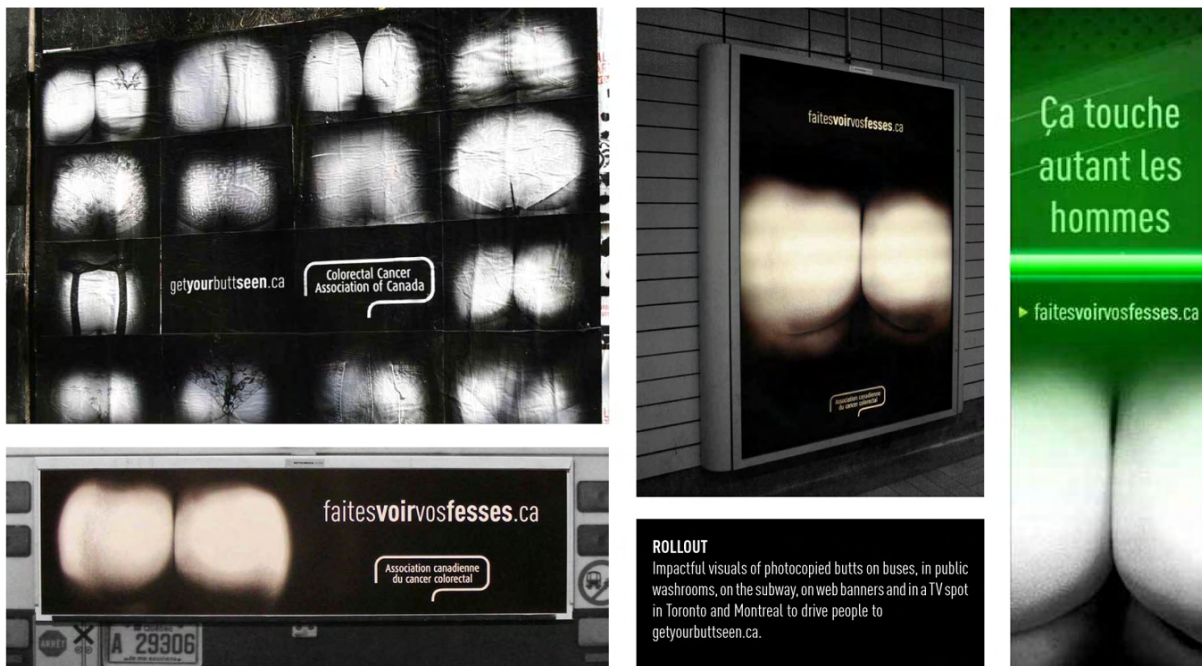 getyourbuttseen.ca
Colorectal Cancer
Association of Canada
faitesvoirvosfesses.ca
Association canadienne
du cancer colorectal
ARRÊT
A 29306
faitesvoirvosfesses.ca
Association canadienne
du cancer colorectal
ROLLOUT
Impactful visuals of photocopied butts on buses, in public
washrooms, on the subway, on web banners and in a TV spot
in Toronto and Montreal to drive people to
getyourbuttseen.ca.
Ça touche
autant les
hommes
faitesvoirvosfesses.ca